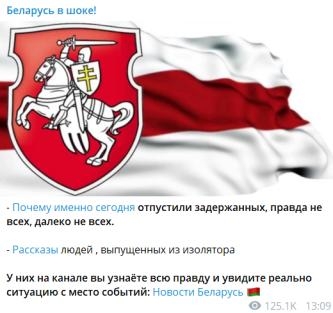 Беларусь в шоке!
- Почему именно сегодня отпустили задержанных, правда не
всех, далеко не всех.
- Рассказы людей , выпущенных из изолятора
У них на канале вы узнаёте всю правду и увидите реально
ситуацию с место событий: Новости Беларусь 🇧🇾
125.1K 13:09